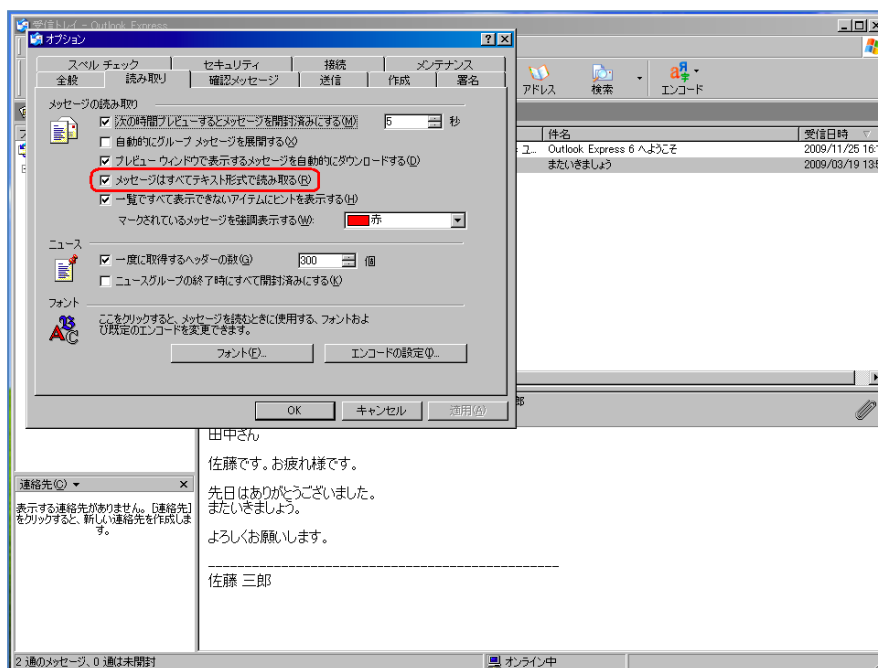 受信トレイ - Outlook Express
オプション
スペル チェック
セキュリティ
接続
メンテナンス
全般
読み取り
確認メッセージ
送信
作成
署名
メッセージの読み取り
次の時間プレビューするとメッセージを開封済みにする(M)
5
秒
自動的にグループ メッセージを展開する(X)
プレビュー ウィンドウで表示するメッセージを自動的にダウンロードする(D)
メッセージはすべてテキスト形式で読み取る(R)
一覧ですべて表示できないアイテムにヒントを表示する(H)
マークされているメッセージを強調表示する(W):
赤
ニュース
一度に取得するヘッダーの数(G)
300
個
ニュースグループの終了時にすべて開封済みにする(K)
フォント
ここをクリックすると、メッセージを読むときに使用する、フォントおよ
び既定のエンコードを変更できます。
フォント(F)...
エンコードの設定(I)...
OK
キャンセル
適用(A)
アドレス
検索
エンコード
件名
受信日時
ユ...
Outlook Express 6 へようこそ
2009/11/25 16:
またいきましょう
2009/03/19 13:5
郎
田中さん
佐藤です。お疲れ様です。
先日はありがとうございました。
またいきましょう。
よろしくお願いします。
------------------------------------------------
佐藤 三郎
連絡先(C)
表示する連絡先がありません。[連絡先]
をクリックすると、新しい連絡先を作成しま
す。
2 通のメッセージ、0 通は未開封
オンライン中